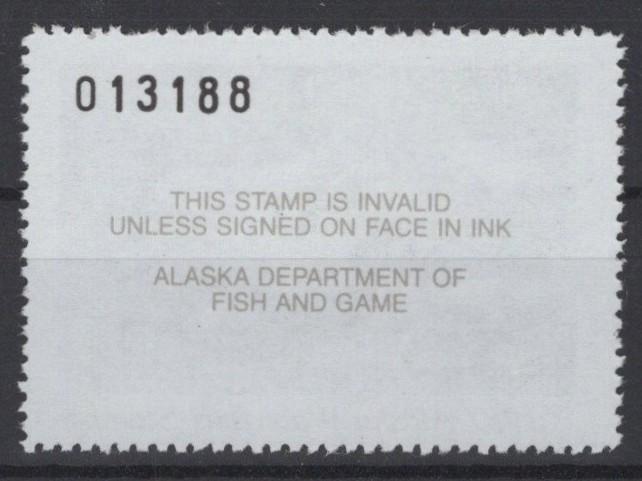 013188
THIS STAMP IS INVALID
UNLESS SIGNED ON FACE IN INK
ALASKA DEPARTMENT OF
FISH AND GAME